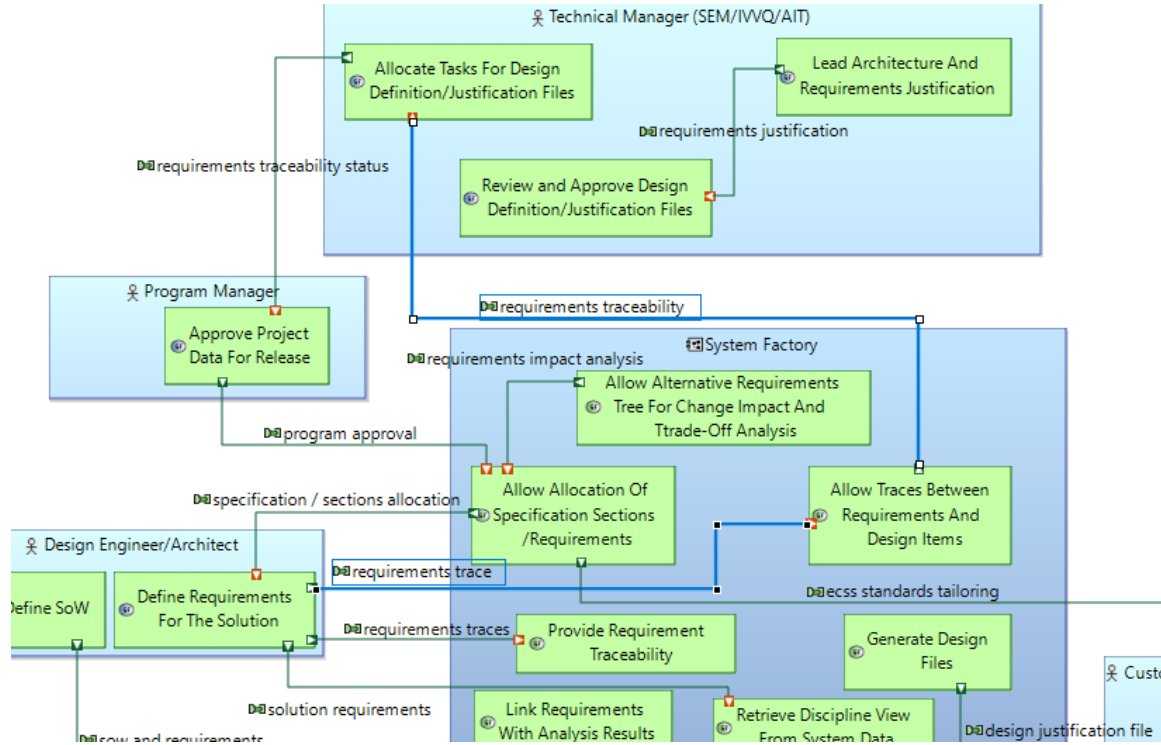 Technical Manager (SEM/IVVQ/AIT)
Allocate Tasks For Design
Definition/Justification Files
Lead Architecture And
Requirements Justification
requirements justification
requirements traceability status
Review and Approve Design
Definition/Justification Files
Program Manager
requirements traceability
Approve Project
Data For Release
System Factory
requirements impact analysis
Allow Alternative Requirements
Tree For Change Impact And
Ttrade-Off Analysis
program approval
specification / sections allocation
Allow Allocation Of
Specification Sections
/Requirements
Allow Traces Between
Requirements And
Design Items
Design Engineer/Architect
requirements trace
Define SoW
Define Requirements
For The Solution
ecss standards tailoring
requirements traces
Provide Requirement
Traceability
Generate Design
Files
Custo
solution requirements
Link Requirements
With Analysis Results
Retrieve Discipline View
From System Data
design justification file
sow and requirements